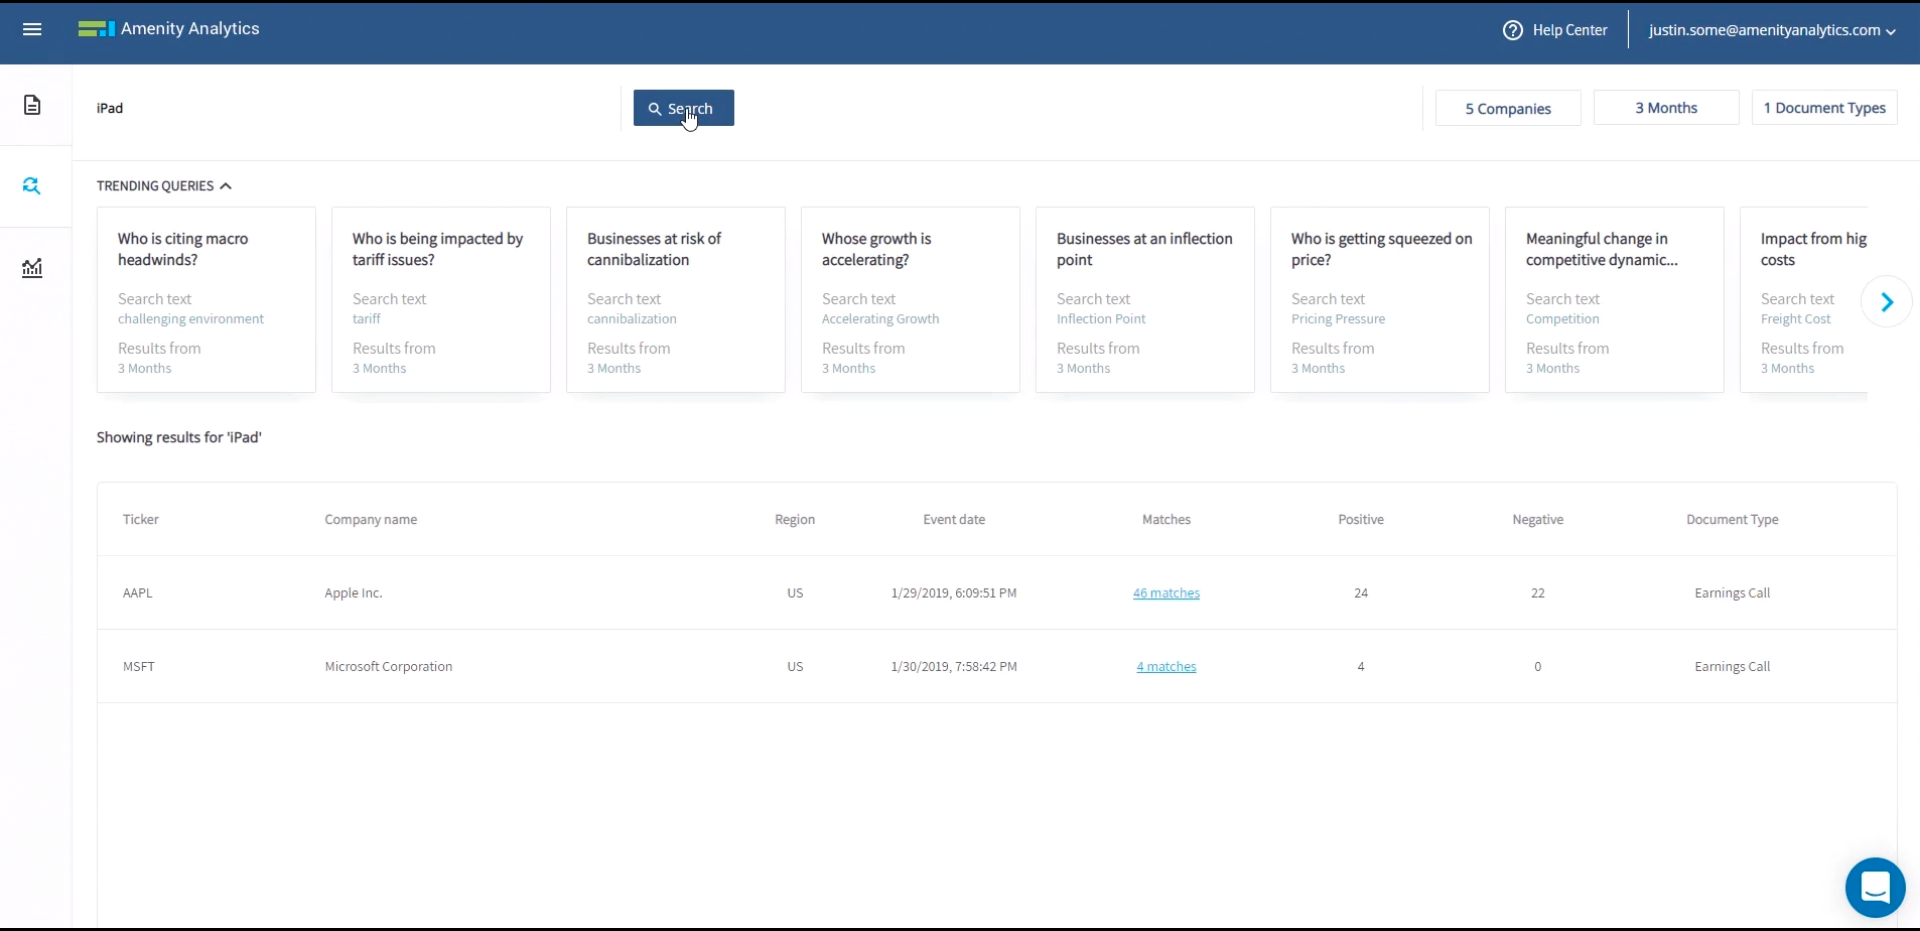 Amenity Analytics
Help Center
justin.some@amenityanalytics.com
iPad
Search
5 Companies
3 Months
1 Document Types
TRENDING QUERIES
Who is citing macro
headwinds?
Search text
challenging environment
Results from
3 Months
Who is being impacted by
tariff issues?
Search text
tariff
Results from
3 Months
Businesses at risk of
cannibalization
Search text
cannibalization
Results from
3 Months
Whose growth is
accelerating?
Search text
Accelerating Growth
Results from
3 Months
Businesses at an inflection
point
Search text
Inflection Point
Results from
3 Months
Who is getting squeezed on
price?
Search text
Pricing Pressure
Results from
3 Months
Meaningful change in
competitive dynamic...
Search text
Competition
Results from
3 Months
Impact from hig
costs
Search text
Freight Cost
Results from
3 Months
Showing results for 'iPad'
Ticker Company name Region Event date Matches Positive Negative Document Type
AAPL Apple Inc. US 1/29/2019, 6:09:51 PM 46 matches 24 22 Earnings Call
MSFT Microsoft Corporation US 1/30/2019, 7:58:42 PM 4 matches 4 0 Earnings Call